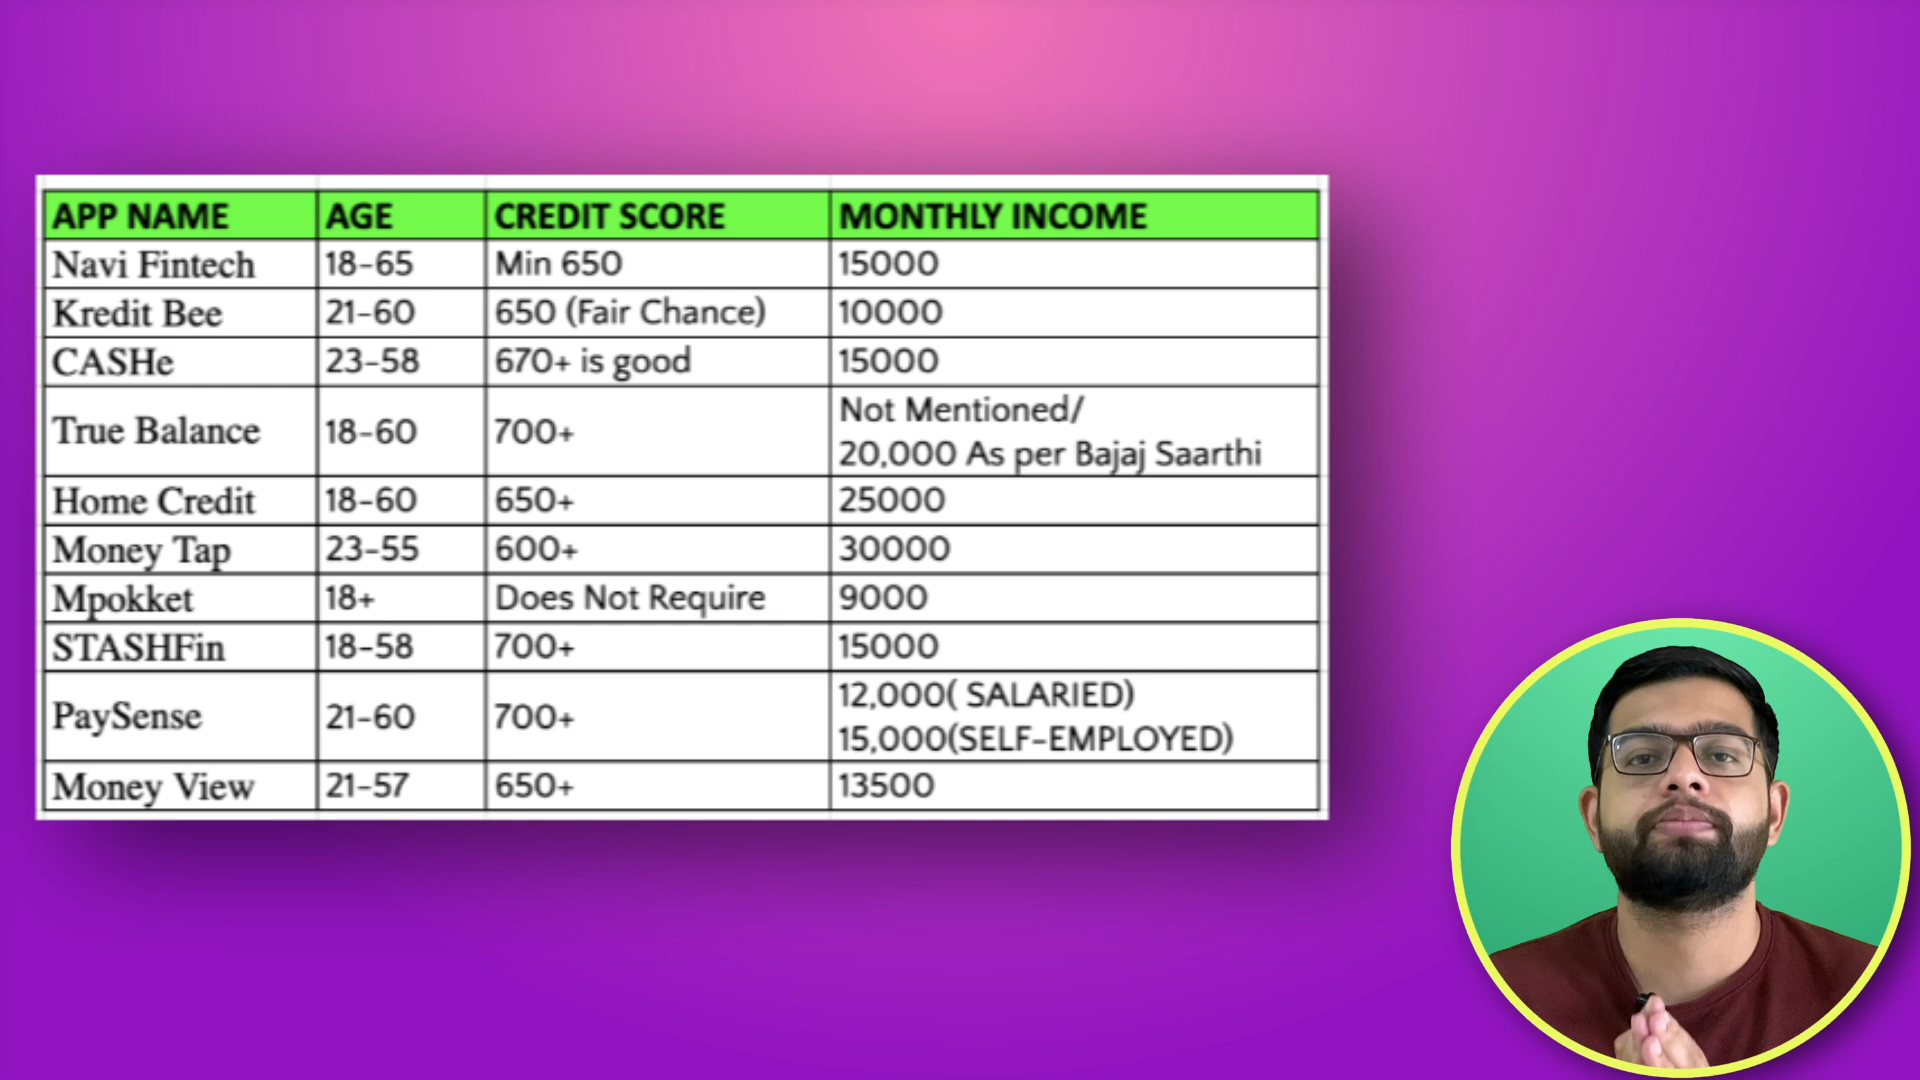 APP NAME AGE CREDIT SCORE MONTHLY INCOME
Navi Fintech 18-65 Min 650 15000
Kredit Bee 21-60 650 (Fair Chance) 10000
CASHe 23-58 670+ is good 15000
True Balance 18-60 700+ Not Mentioned/
20,000 As per Bajaj Saarthi
Home Credit 18-60 650+ 25000
Money Tap 23-55 600+ 30000
Mpokket 18+ Does Not Require 9000
STASHFin 18-58 700+ 15000
PaySense 21-60 700+ 12,000( SALARIED)
15,000(SELF-EMPLOYED)
Money View 21-57 650+ 13500